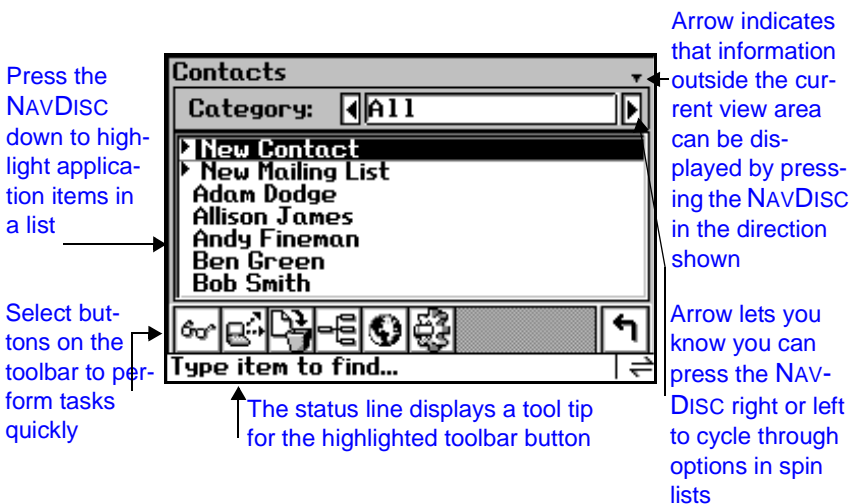 Press the
NAVDISC
down to high-
light applica-
tion items in
a list
Select but-
tons on the
toolbar to per-
form tasks
quickly
Contacts
Category: All
New Contact
New Mailing List
Adam Dodge
Allison James
Andy Fineman
Ben Green
Bob Smith
Type item to find...
The status line displays a tool tip
for the highlighted toolbar button
Arrow indicates
that information
outside the cur-
rent view area
can be dis-
played by press-
ing the NAVDISC
in the direction
shown
Arrow lets you
know you can
press the NAV-
DISC right or left
to cycle through
options in spin
lists